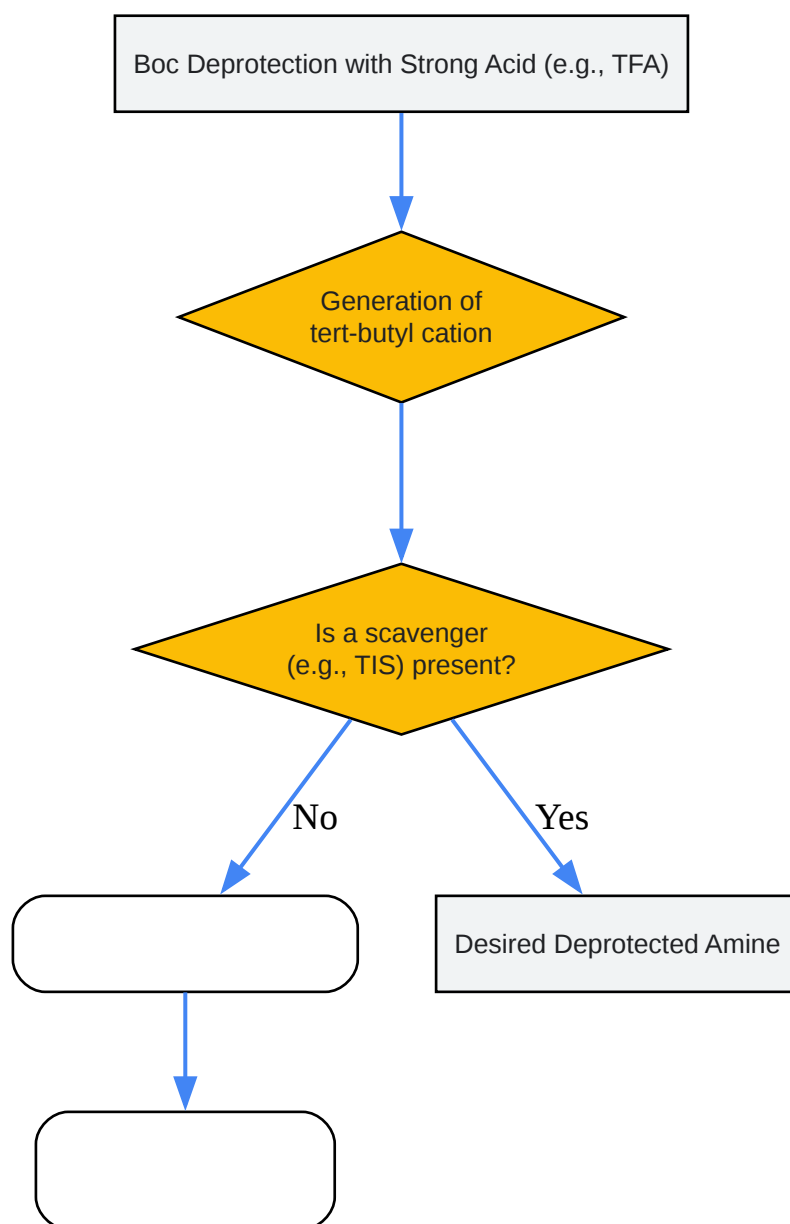 Boc Deprotection with Strong Acid (e.g., TFA)
Generation of
tert-butyl cation
Is a scavenger
(e.g., TIS) present?
No
Yes
Desired Deprotected Amine